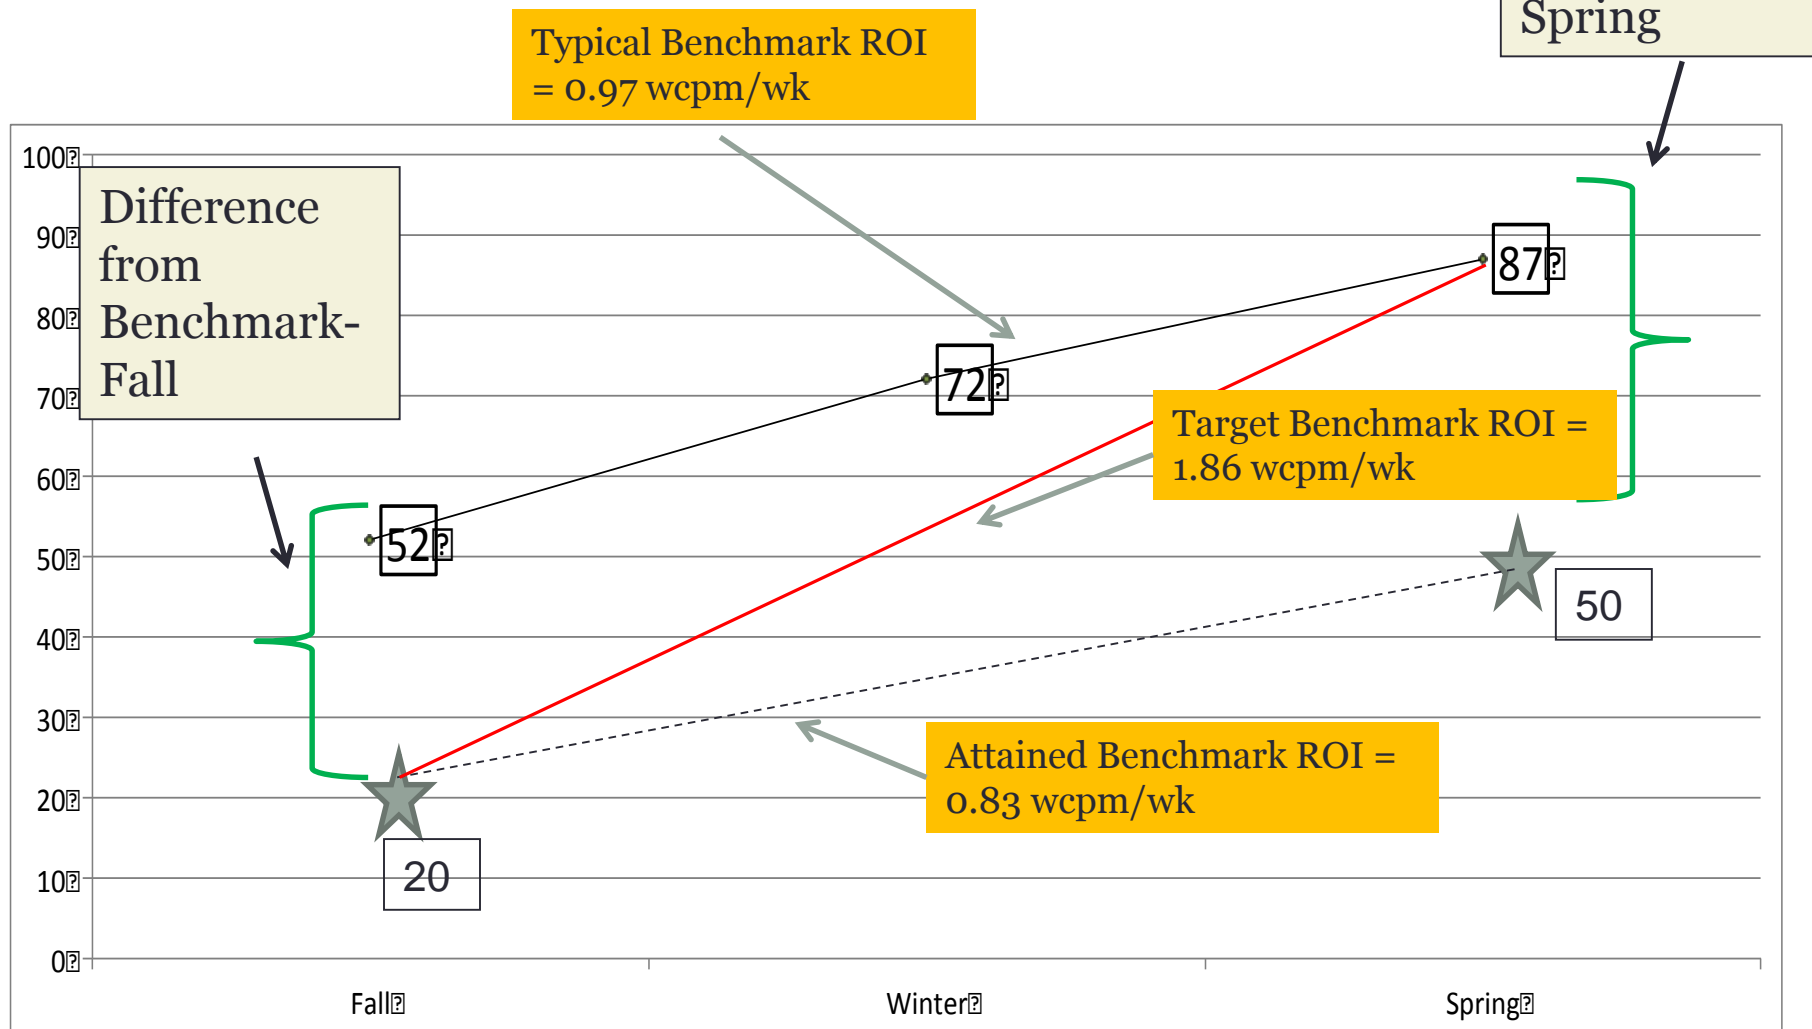 Spring
Typical Benchmark ROI
= 0.97 wcpm/wk
100
90
80
70
60
50
40
30
20
10
0
Difference
from
Benchmark-
Fall
87
72
52
Target Benchmark ROI =
1.86 wcpm/wk
50
Attained Benchmark ROI =
0.83 wcpm/wk
20
Fall
Winter
Spring